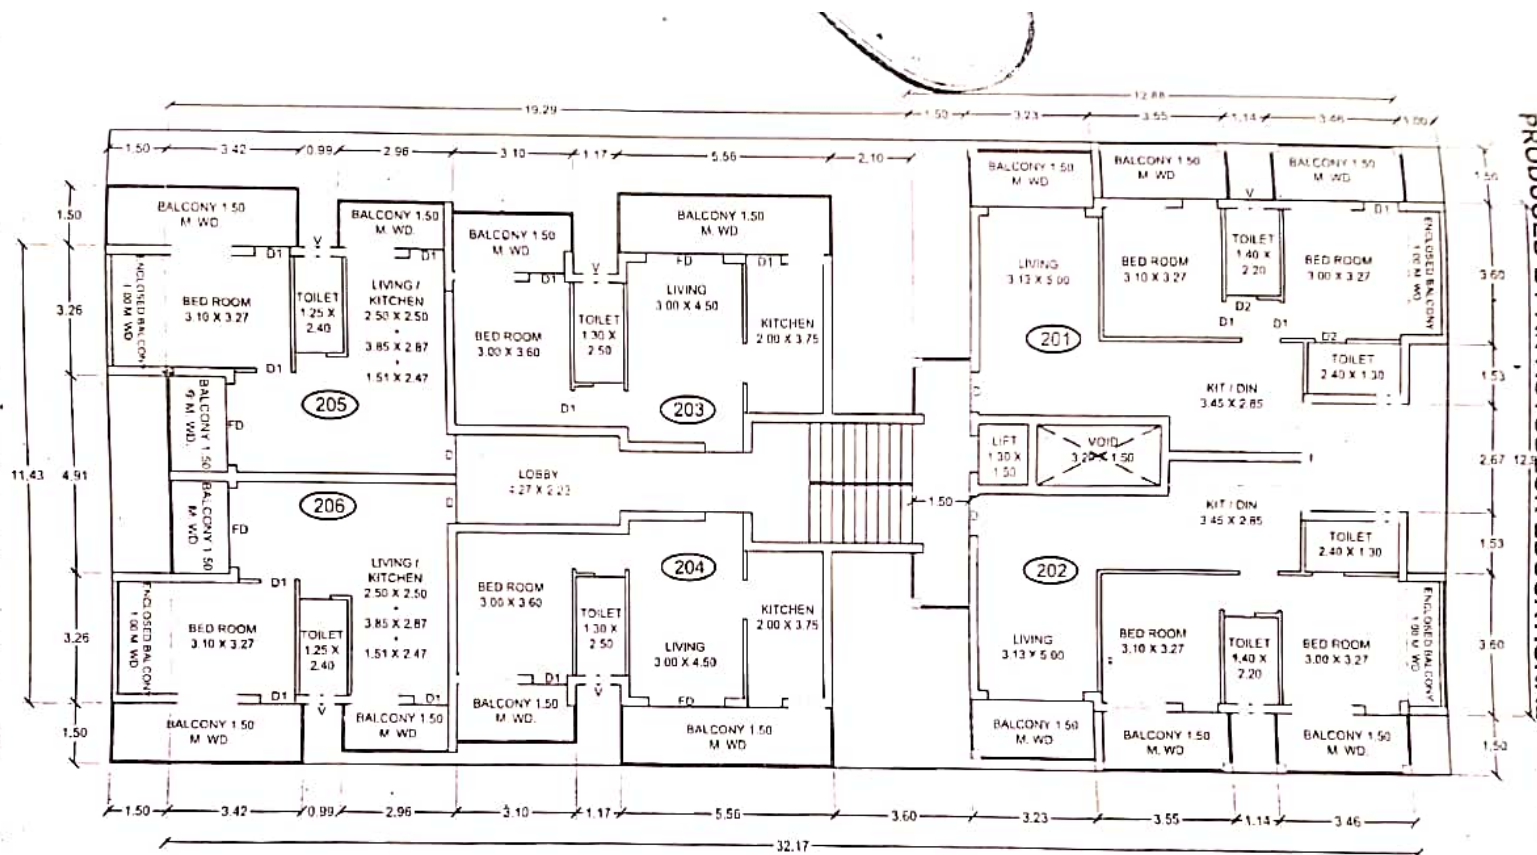 12.88
19.29
1.50
3.23
3.55
1.14
3.46
1.00
1.50
3.42
0.99
2.96
3.10
1.17
5.56
2.10
1.50
3.26
11.43
4.91
3.26
1.50
BALCONY 1.50
M. WD
BALCONY 1.50
M. WD.
BALCONY 1.50
M. WD.
BALCONY 1.50
M. WD
BALCONY 1.50
M. WD
BALCONY 1.50
M. WD
BALCONY 1.50
M. WD
V
D1
V
D1
D1
V
FD
D1
D1
ENCLOSED BALCONY
1.00 M WD
BED ROOM
3.10 X 3.27
TOILET
1.25 X
2.40
LIVING /
KITCHEN
2.50 X 2.50
+
3.85 X 2.87
+
1.51 X 2.47
BED ROOM
3.00 X 3.60
TOILET
1.30 X
2.50
LIVING
3.00 X 4.50
KITCHEN
2.00 X 3.75
LIVING
3.13 X 5.00
BED ROOM
3.10 X 3.27
TOILET
1.40 X
2.20
BED ROOM
3.00 X 3.27
ENCLOSED BALCONY
1.00 M WD
D2
D1
D1
D2
TOILET
2.40 X 1.30
201
KIT / DIN
3.45 X 2.85
D1
D1
205
203
BALCONY 1.50
M WD.
FD
D
LOBBY
4.27 X 2.23
D
LIFT
1.30 X
1.50
VOID
1.50
1.50
3.60
1.53
2.67
1.53
3.60
1.50
206
BALCONY 1.50
M WD
FD
D
D
KIT / DIN
3.45 X 2.85
TOILET
2.40 X 1.30
204
202
D1
ENCLOSED BALCONY
1.00 M WD
BED ROOM
3.10 X 3.27
TOILET
1.25 X
2.40
LIVING /
KITCHEN
2.50 X 2.50
+
3.85 X 2.87
+
1.51 X 2.47
BED ROOM
3.00 X 3.60
TOILET
1.30 X
2.50
LIVING
3.00 X 4.50
KITCHEN
2.00 X 3.75
LIVING
3.13 X 5.00
BED ROOM
3.10 X 3.27
TOILET
1.40 X
2.20
BED ROOM
3.00 X 3.27
ENCLOSED BALCONY
1.00 M WD
D1
V
D1
D1
V
FD
BALCONY 1.50
M. WD
BALCONY 1.50
M. WD
BALCONY 1.50
M. WD.
BALCONY 1.50
M. WD
BALCONY 1.50
M. WD
BALCONY 1.50
M. WD
BALCONY 1.50
M. WD.
1.50
3.42
0.99
2.96
3.10
1.17
5.56
3.60
3.23
3.55
1.14
3.46
32.17